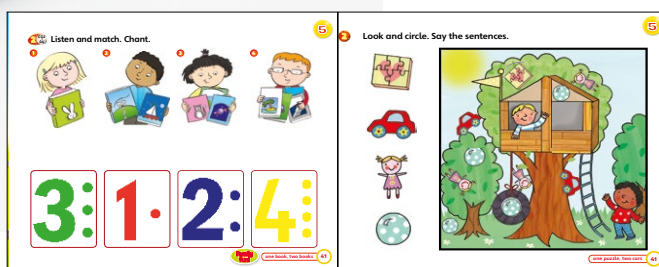 5
2 Listen and match. Chant.
1 2 3 4
3 1 2 4
one book, two books 41
5
2 Look and circle. Say the sentences.
one puzzle, two cars 41